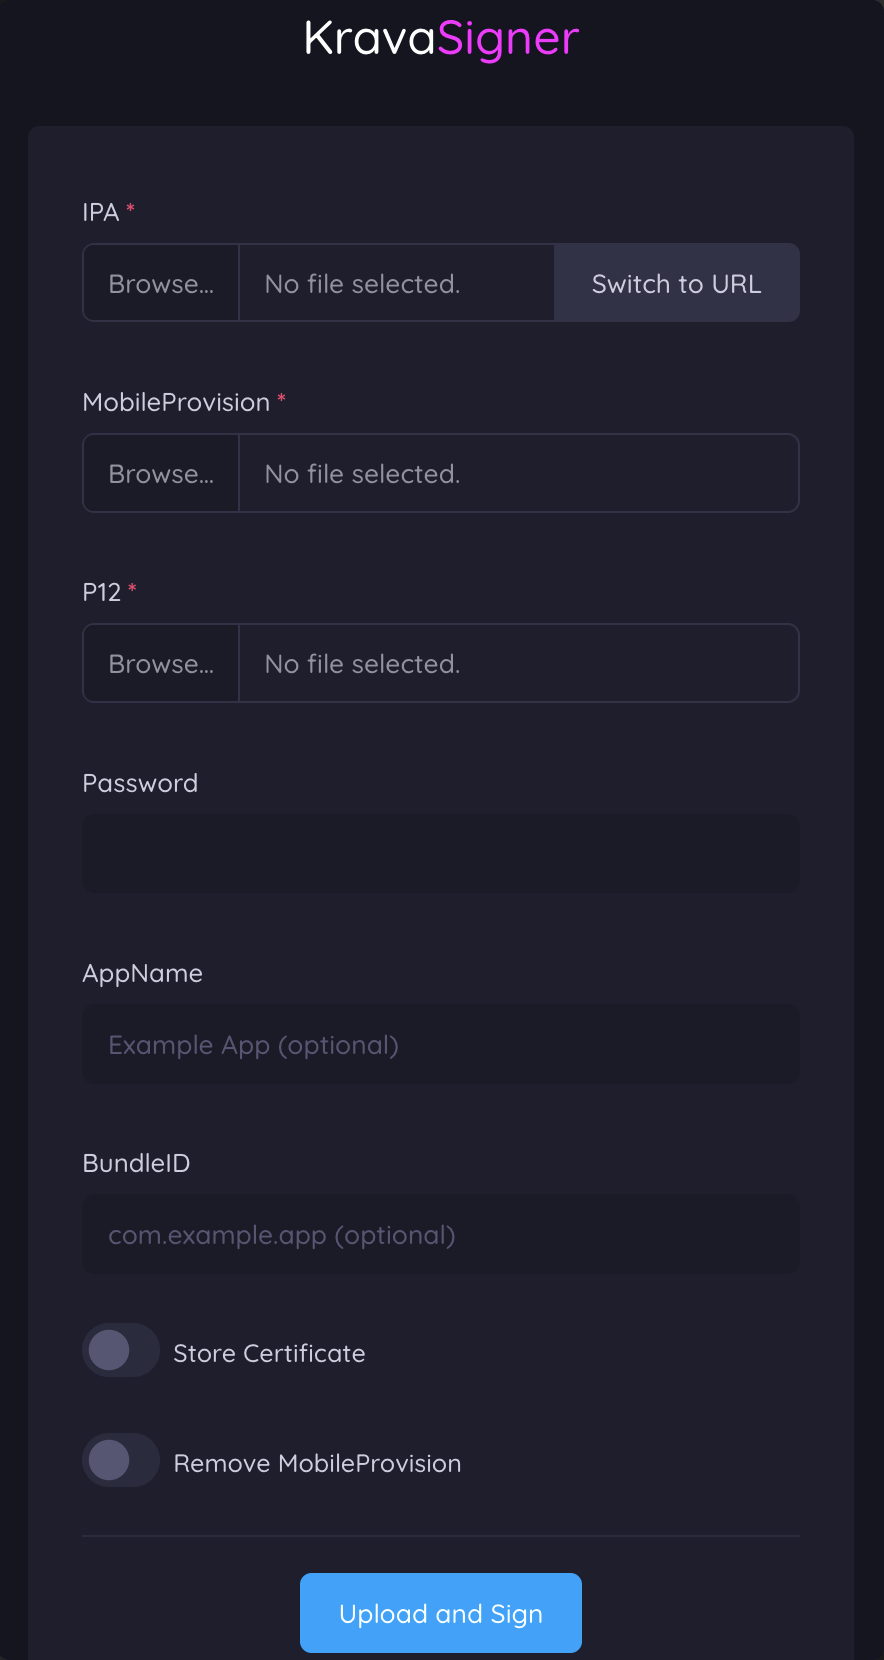 KravaSigner
IPA *
Browse... No file selected. Switch to URL
MobileProvision *
Browse... No file selected.
P12 *
Browse... No file selected.
Password
AppName
Example App (optional)
BundleID
com.example.app (optional)
Store Certificate
Remove MobileProvision
Upload and Sign